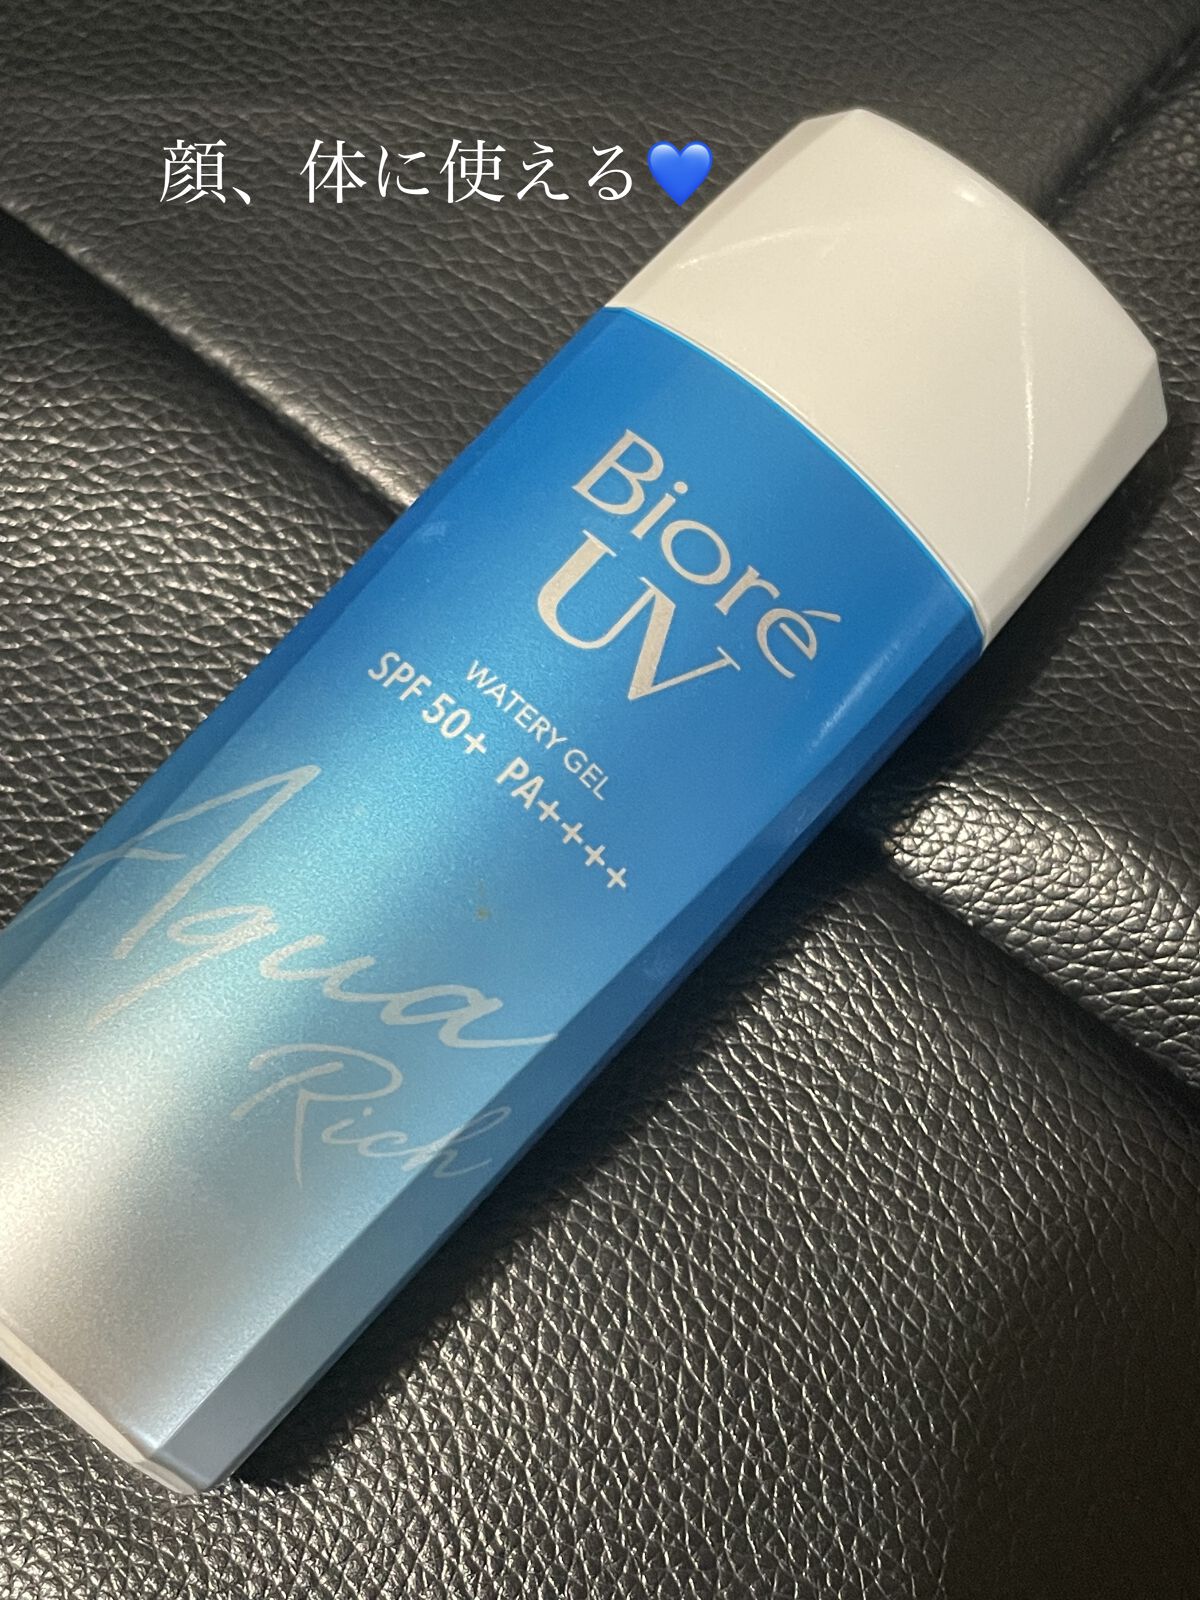 顔、体に使える💙
Bioré
UV
WATERY GEL
SPF 50+ PA++++
Aqua
Rich